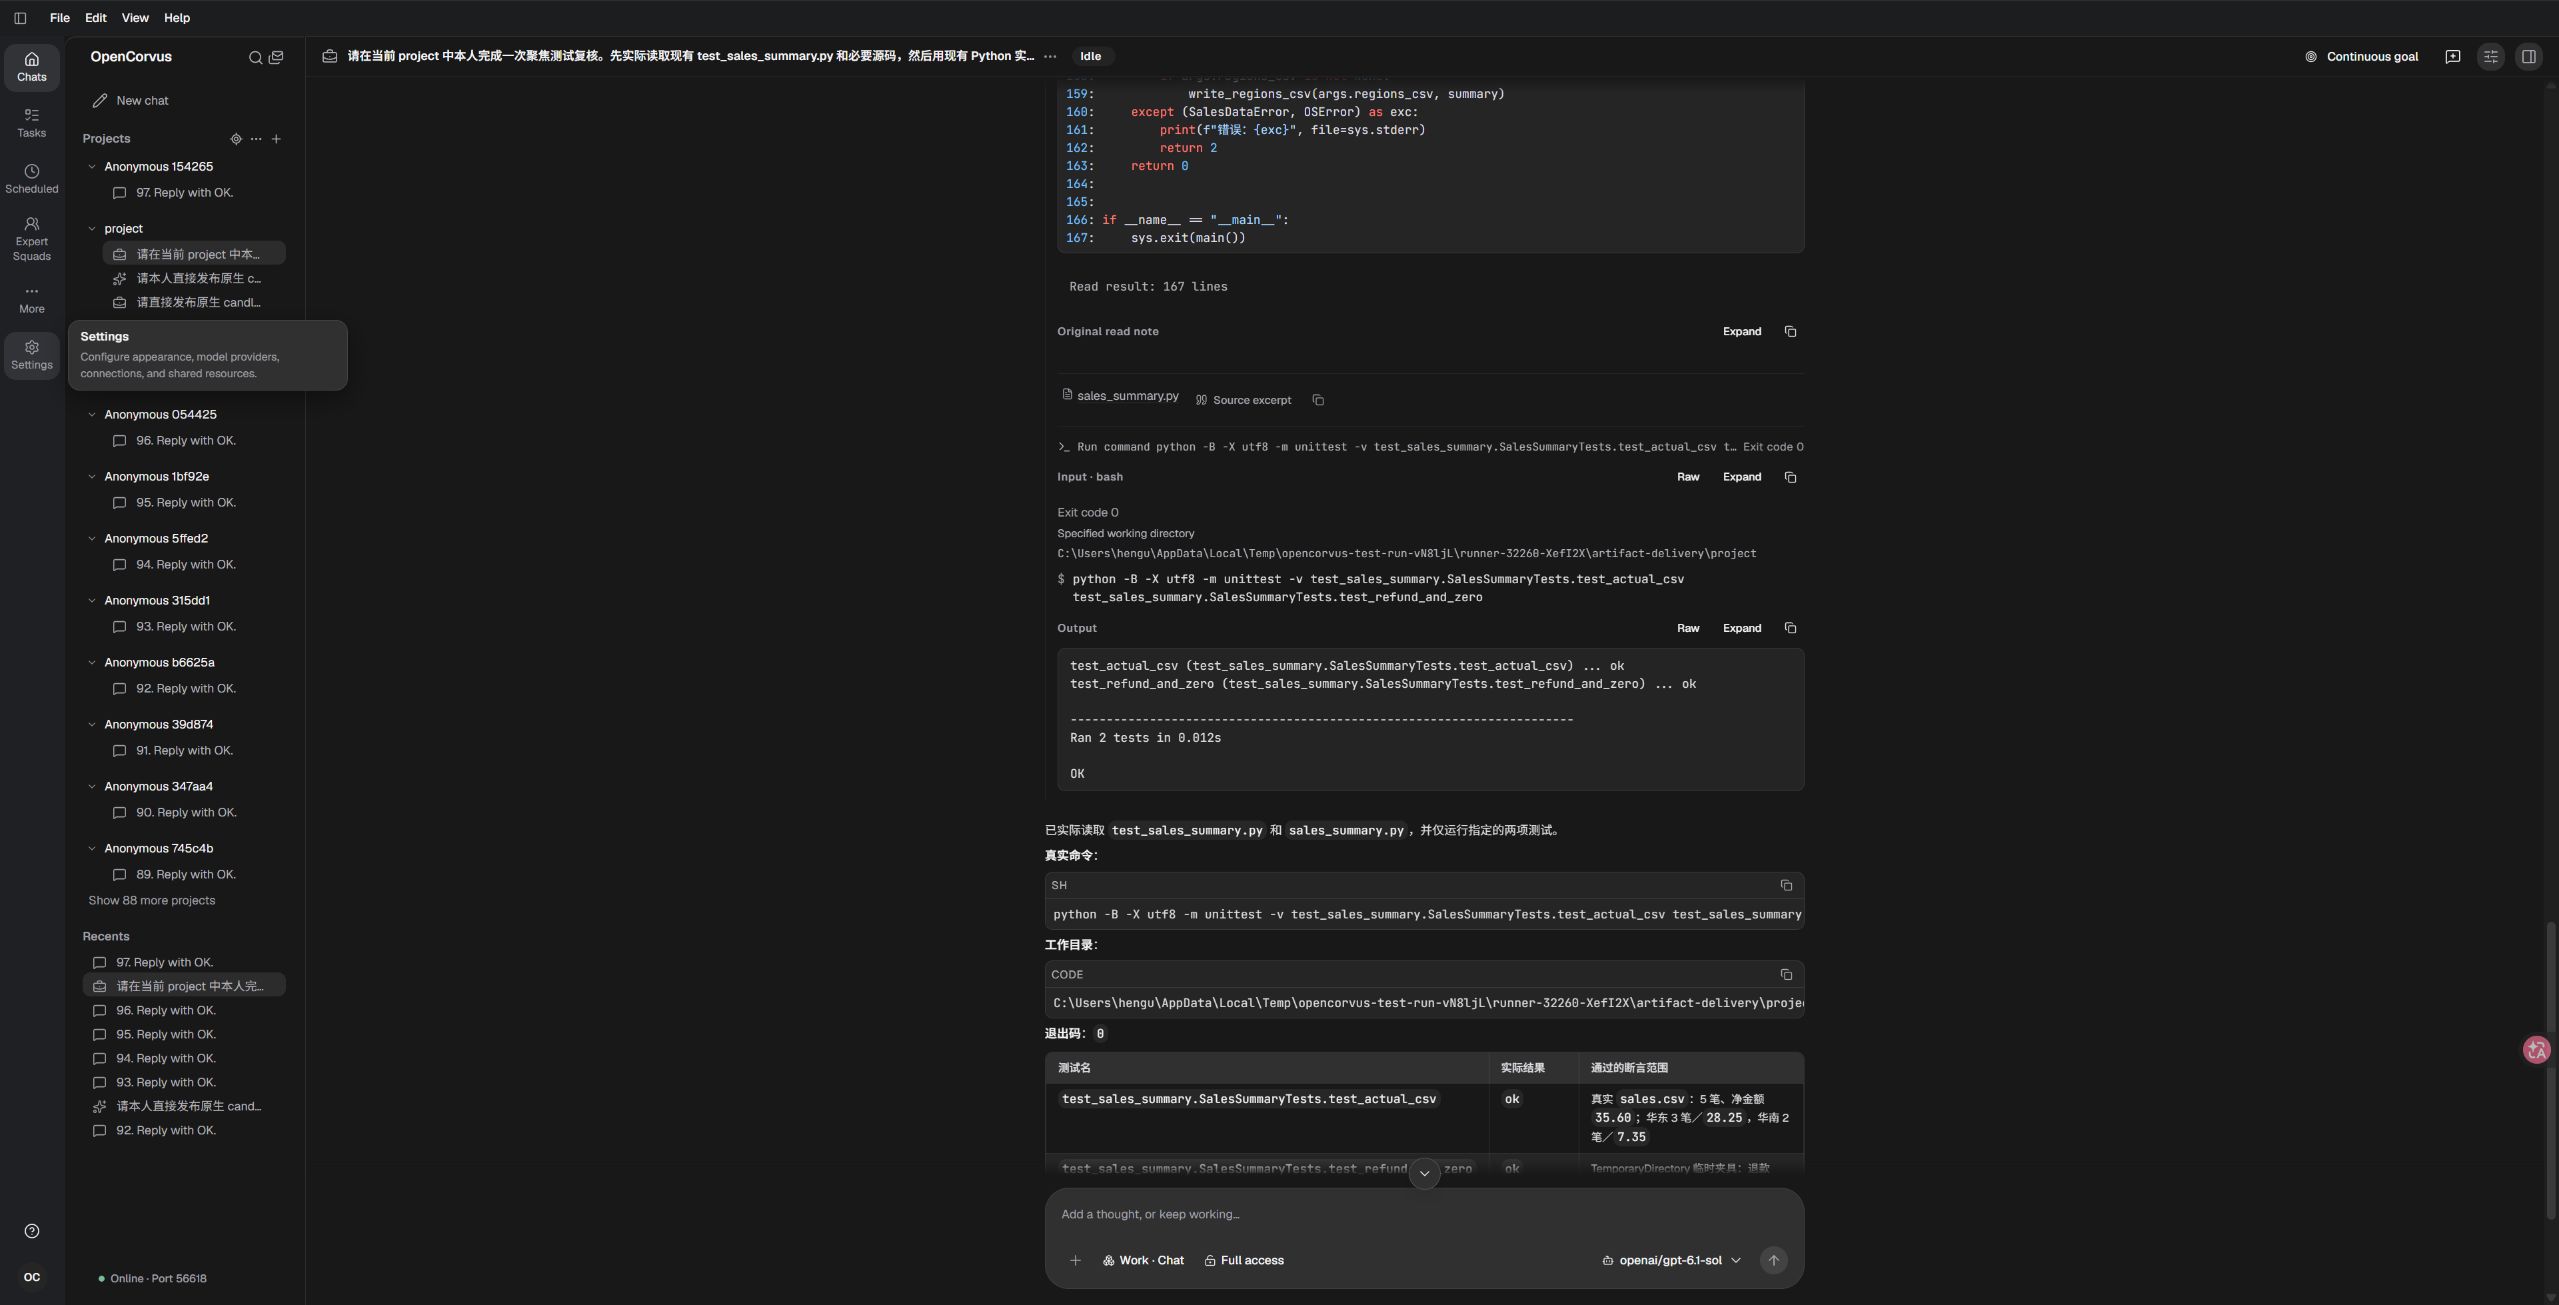 File Edit View Help
Chats
Tasks
Scheduled
Expert
Squads
More
Settings
OC
OpenCorvus
New chat
Projects
Anonymous 154265
97. Reply with OK.
project
请在当前 project 中本...
请本人直接发布原生 c...
请直接发布原生 candl...
Settings
Configure appearance, model providers,
connections, and shared resources.
Anonymous 054425
96. Reply with OK.
Anonymous 1bf92e
95. Reply with OK.
Anonymous 5ffed2
94. Reply with OK.
Anonymous 315dd1
93. Reply with OK.
Anonymous b6625a
92. Reply with OK.
Anonymous 39d874
91. Reply with OK.
Anonymous 347aa4
90. Reply with OK.
Anonymous 745c4b
89. Reply with OK.
Show 88 more projects
Recents
97. Reply with OK.
请在当前 project 中本人完...
96. Reply with OK.
95. Reply with OK.
94. Reply with OK.
93. Reply with OK.
请本人直接发布原生 cand...
92. Reply with OK.
Online · Port 56618
请在当前 project 中本人完成一次聚焦测试复核。先实际读取现有 test_sales_summary.py 和必要源码，然后用现有 Python 实... Idle
Continuous goal
159: write_regions_csv(args.regions_csv, summary)
160: except (SalesDataError, OSError) as exc:
161: print(f"错误: {exc}", file=sys.stderr)
162: return 2
163: return 0
164:
165:
166: if __name__ == "__main__":
167: sys.exit(main())
Read result: 167 lines
Original read note Expand
sales_summary.py Source excerpt
>_ Run command python -B -X utf8 -m unittest -v test_sales_summary.SalesSummaryTests.test_actual_csv t... Exit code 0
Input · bash Raw Expand
Exit code 0
Specified working directory
C:\Users\hengu\AppData\Local\Temp\opencorvus-test-run-vN8ljL\runner-32260-XefI2X\artifact-delivery\project
$ python -B -X utf8 -m unittest -v test_sales_summary.SalesSummaryTests.test_actual_csv
test_sales_summary.SalesSummaryTests.test_refund_and_zero
Output Raw Expand
test_actual_csv (test_sales_summary.SalesSummaryTests.test_actual_csv) ... ok
test_refund_and_zero (test_sales_summary.SalesSummaryTests.test_refund_and_zero) ... ok
----------------------------------------------------------------------
Ran 2 tests in 0.012s
OK
已实际读取 test_sales_summary.py 和 sales_summary.py，并仅运行指定的两项测试。
真实命令：
SH
python -B -X utf8 -m unittest -v test_sales_summary.SalesSummaryTests.test_actual_csv test_sales_summary
工作目录：
CODE
C:\Users\hengu\AppData\Local\Temp\opencorvus-test-run-vN8ljL\runner-32260-XefI2X\artifact-delivery\projec
退出码： 0
测试名 实际结果 通过的断言范围
test_sales_summary.SalesSummaryTests.test_actual_csv ok 真实 sales.csv：5 笔、净金额
35.60；华东 3 笔／28.25，华南 2
笔／7.35
test_sales_summary.SalesSummaryTests.test_refund zero ok TemporaryDirectory 临时夹具：退款
Add a thought, or keep working...
Work · Chat Full access openai/gpt-6.1-sol